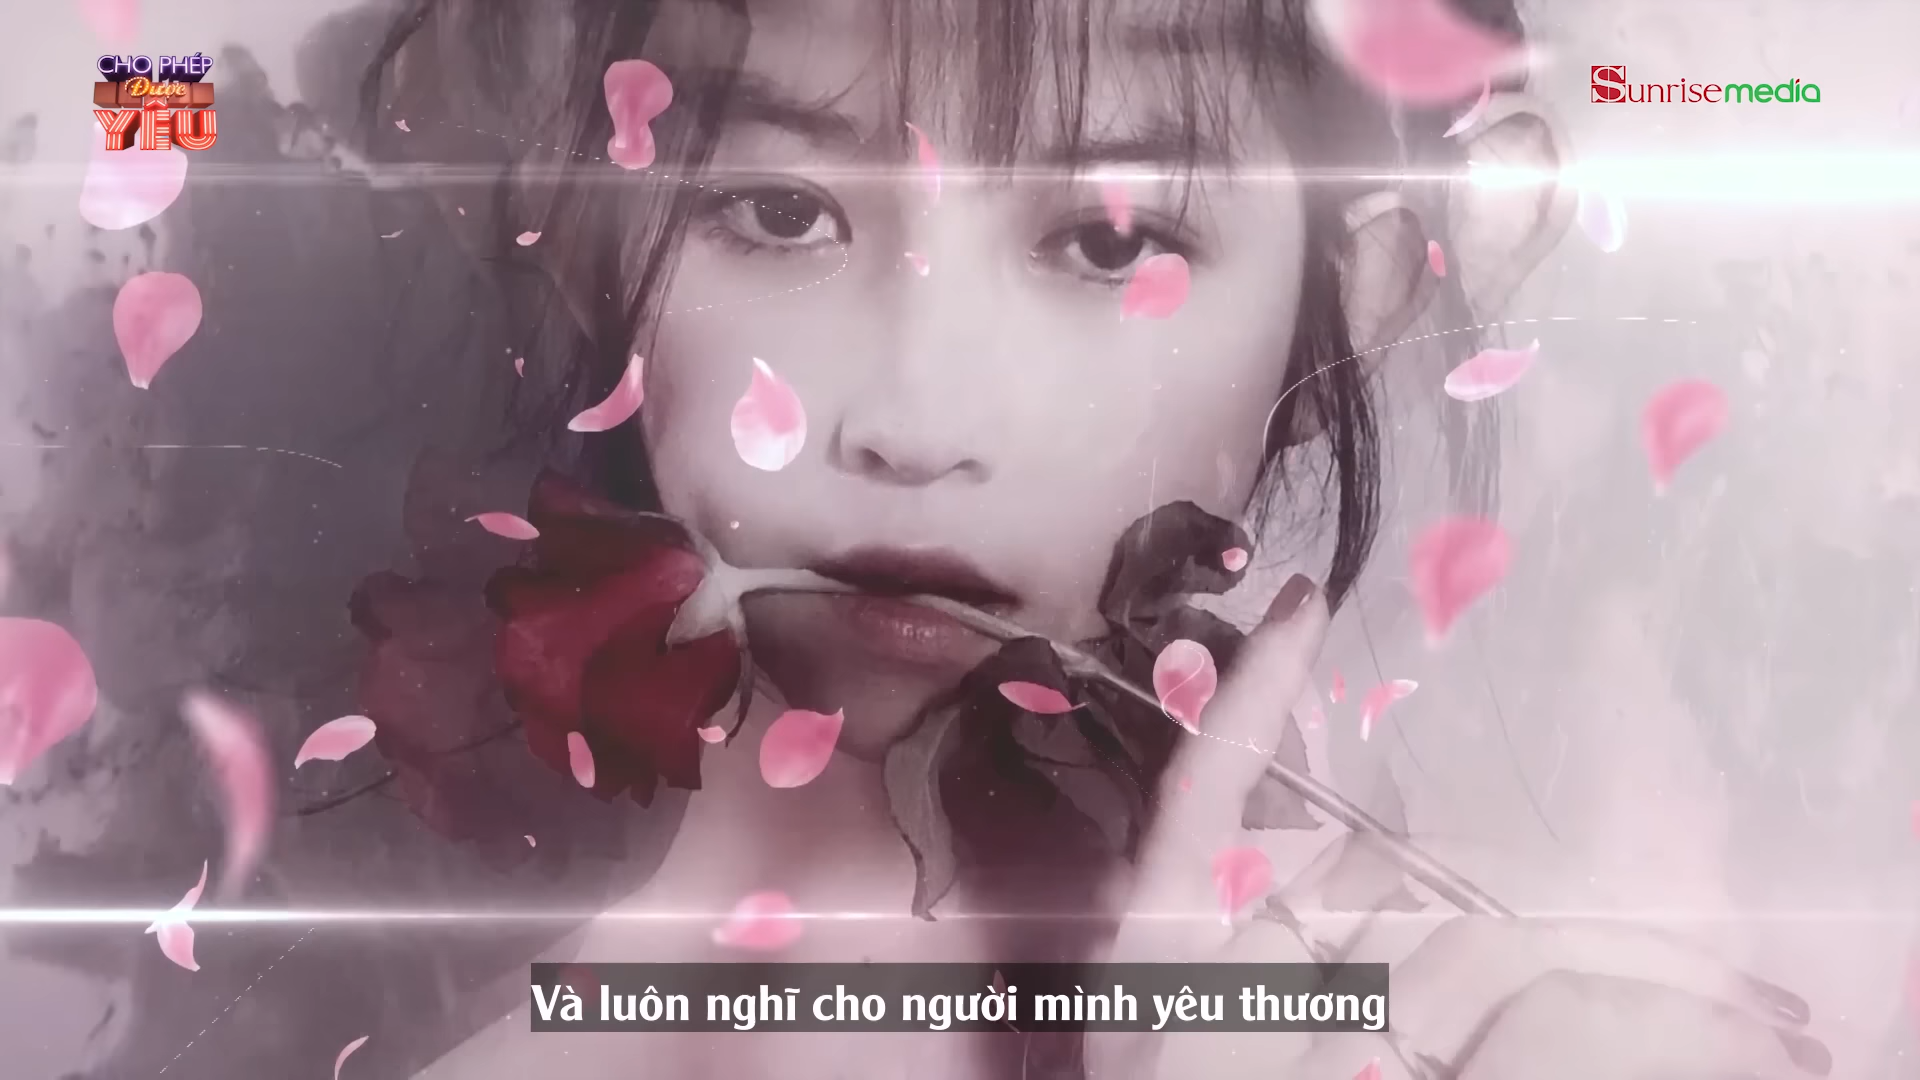 CHO PHÉP
Được
YÊU
Sunrisemedia
Và luôn nghĩ cho người mình yêu thương